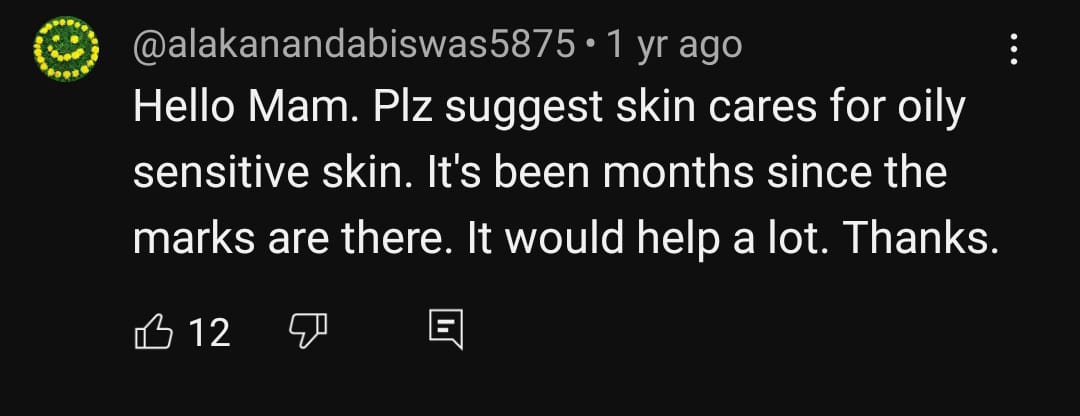 @alakanandabiswas5875 • 1 yr ago
Hello Mam. Plz suggest skin cares for oily
sensitive skin. It's been months since the
marks are there. It would help a lot. Thanks.
12